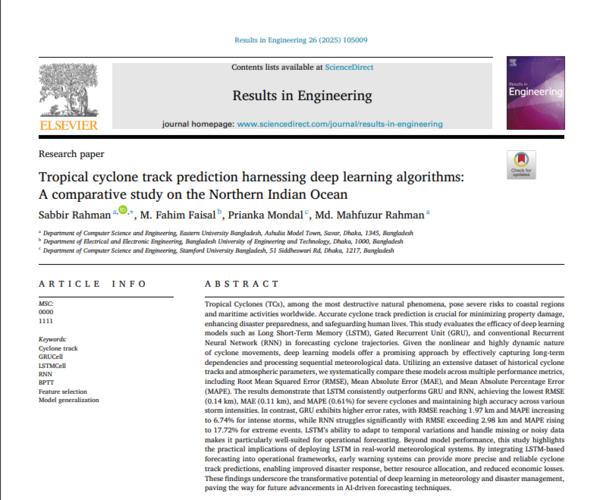 Results in Engineering 26 (2025) 105009
Contents lists available at ScienceDirect
Results in Engineering
journal homepage: www.sciencedirect.com/journal/results-in-engineering
ELSEVIER
Results in
Engineering
Research paper
Check for
updates
Tropical cyclone track prediction harnessing deep learning algorithms:
A comparative study on the Northern Indian Ocean
Sabbir Rahman a,*, M. Fahim Faisal b, Prianka Mondal c, Md. Mahfuzur Rahman a
a Department of Computer Science and Engineering, Eastern University Bangladesh, Ashulia Model Town, Savar, Dhaka, 1345, Bangladesh
b Department of Electrical and Electronic Engineering, Bangladesh University of Engineering and Technology, Dhaka, 1000, Bangladesh
c Department of Computer Science and Engineering, Stamford University Bangladesh, 51 Siddheswari Rd, Dhaka, 1217, Bangladesh
ARTICLE INFO
MSC:
0000
1111
Keywords:
Cyclone track
GRUCell
LSTMCell
RNN
BPTT
Feature selection
Model generalization
ABSTRACT
Tropical Cyclones (TCs), among the most destructive natural phenomena, pose severe risks to coastal regions
and maritime activities worldwide. Accurate cyclone track prediction is crucial for minimizing property damage,
enhancing disaster preparedness, and safeguarding human lives. This study evaluates the efficacy of deep learning
models such as Long Short-Term Memory (LSTM), Gated Recurrent Unit (GRU), and conventional Recurrent
Neural Network (RNN) in forecasting cyclone trajectories. Given the nonlinear and highly dynamic nature
of cyclone movements, deep learning models offer a promising approach by effectively capturing long-term
dependencies and processing sequential meteorological data. Utilizing an extensive dataset of historical cyclone
tracks and atmospheric parameters, we systematically compare these models across multiple performance metrics,
including Root Mean Squared Error (RMSE), Mean Absolute Error (MAE), and Mean Absolute Percentage Error
(MAPE). The results demonstrate that LSTM consistently outperforms GRU and RNN, achieving the lowest RMSE
(0.14 km), MAE (0.11 km), and MAPE (0.61%) for severe cyclones and maintaining high accuracy across various
storm intensities. In contrast, GRU exhibits higher error rates, with RMSE reaching 1.97 km and MAPE increasing
to 6.74% for intense storms, while RNN struggles significantly with RMSE exceeding 2.98 km and MAPE rising
to 17.72% for extreme events. LSTM's ability to adapt to temporal variations and handle missing or noisy data
makes it particularly well-suited for operational forecasting. Beyond model performance, this study highlights
the practical implications of deploying LSTM in real-world meteorological systems. By integrating LSTM-based
forecasting into operational frameworks, early warning systems can provide more precise and reliable cyclone
track predictions, enabling improved disaster response, better resource allocation, and reduced economic losses.
These findings underscore the transformative potential of deep learning in meteorology and disaster management,
paving the way for future advancements in AI-driven forecasting techniques.